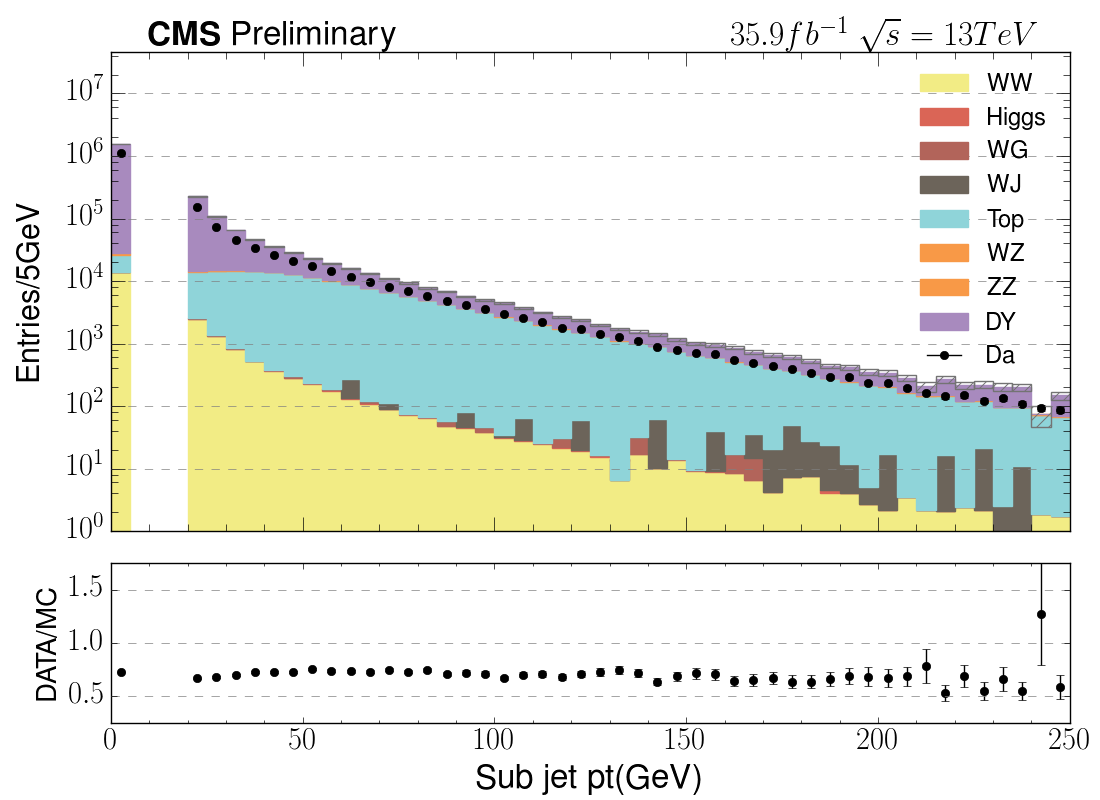 CMS Preliminary 35.9fb⁻¹ √s = 13TeV
10⁷
10⁶
10⁵
10⁴
10³
10²
10¹
10⁰
Entries/5GeV
WW
Higgs
WG
WJ
Top
WZ
ZZ
DY
Da
1.5
1.0
0.5
DATA/MC
0 50 100 150 200 250
Sub jet pt(GeV)